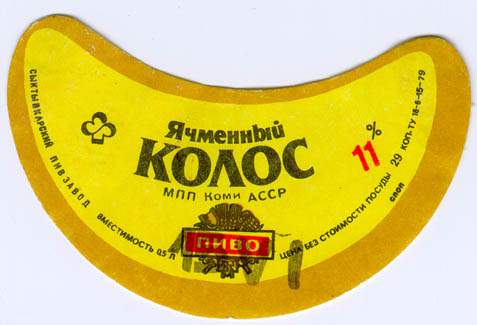 Ячменный
КОЛОС
МПП Коми АССР
11%
ПИВО
СЫКТЫВКАРСКИЙ ПИВЗАВОД
ВМЕСТИМОСТЬ 0,5 Л
ЦЕНА БЕЗ СТОИМОСТИ ПОСУДЫ 29 КОП. ТУ 18-6-15-79